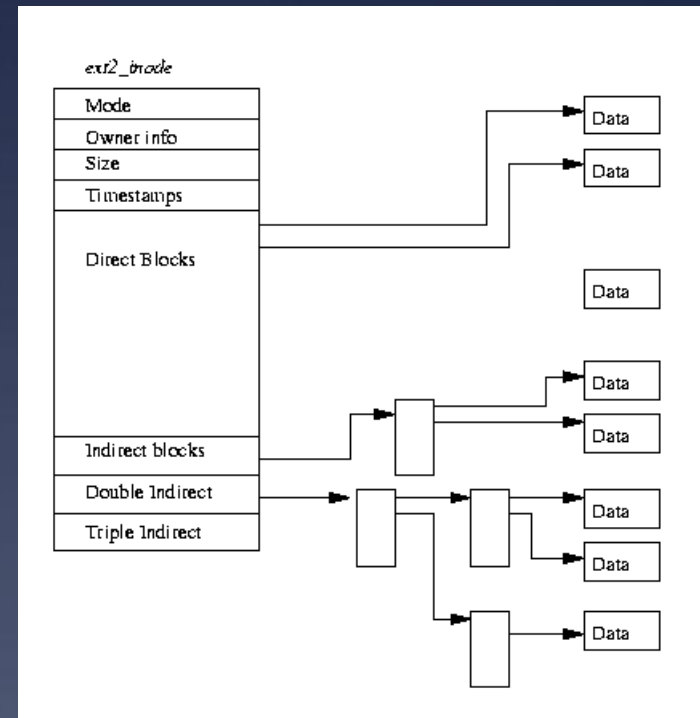 ext2_inode
Mode
Owner info
Size
Timestamps
Direct Blocks
Indirect blocks
Double Indirect
Triple Indirect
Data
Data
Data
Data
Data
Data
Data
Data